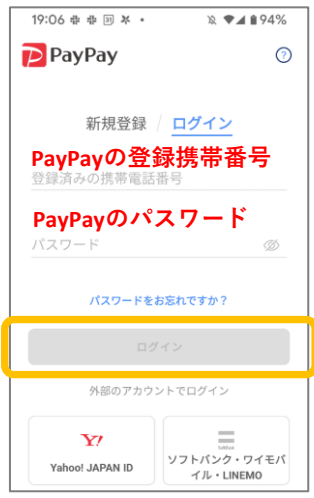 19:06
94%
PayPay
?
新規登録 / ログイン
PayPayの登録携帯番号
登録済みの携帯電話番号
PayPayのパスワード
パスワード
パスワードをお忘れですか?
ログイン
外部のアカウントでログイン
Y!
Yahoo! JAPAN ID
SoftBank
ソフトバンク・ワイモバ
イル・LINEMO